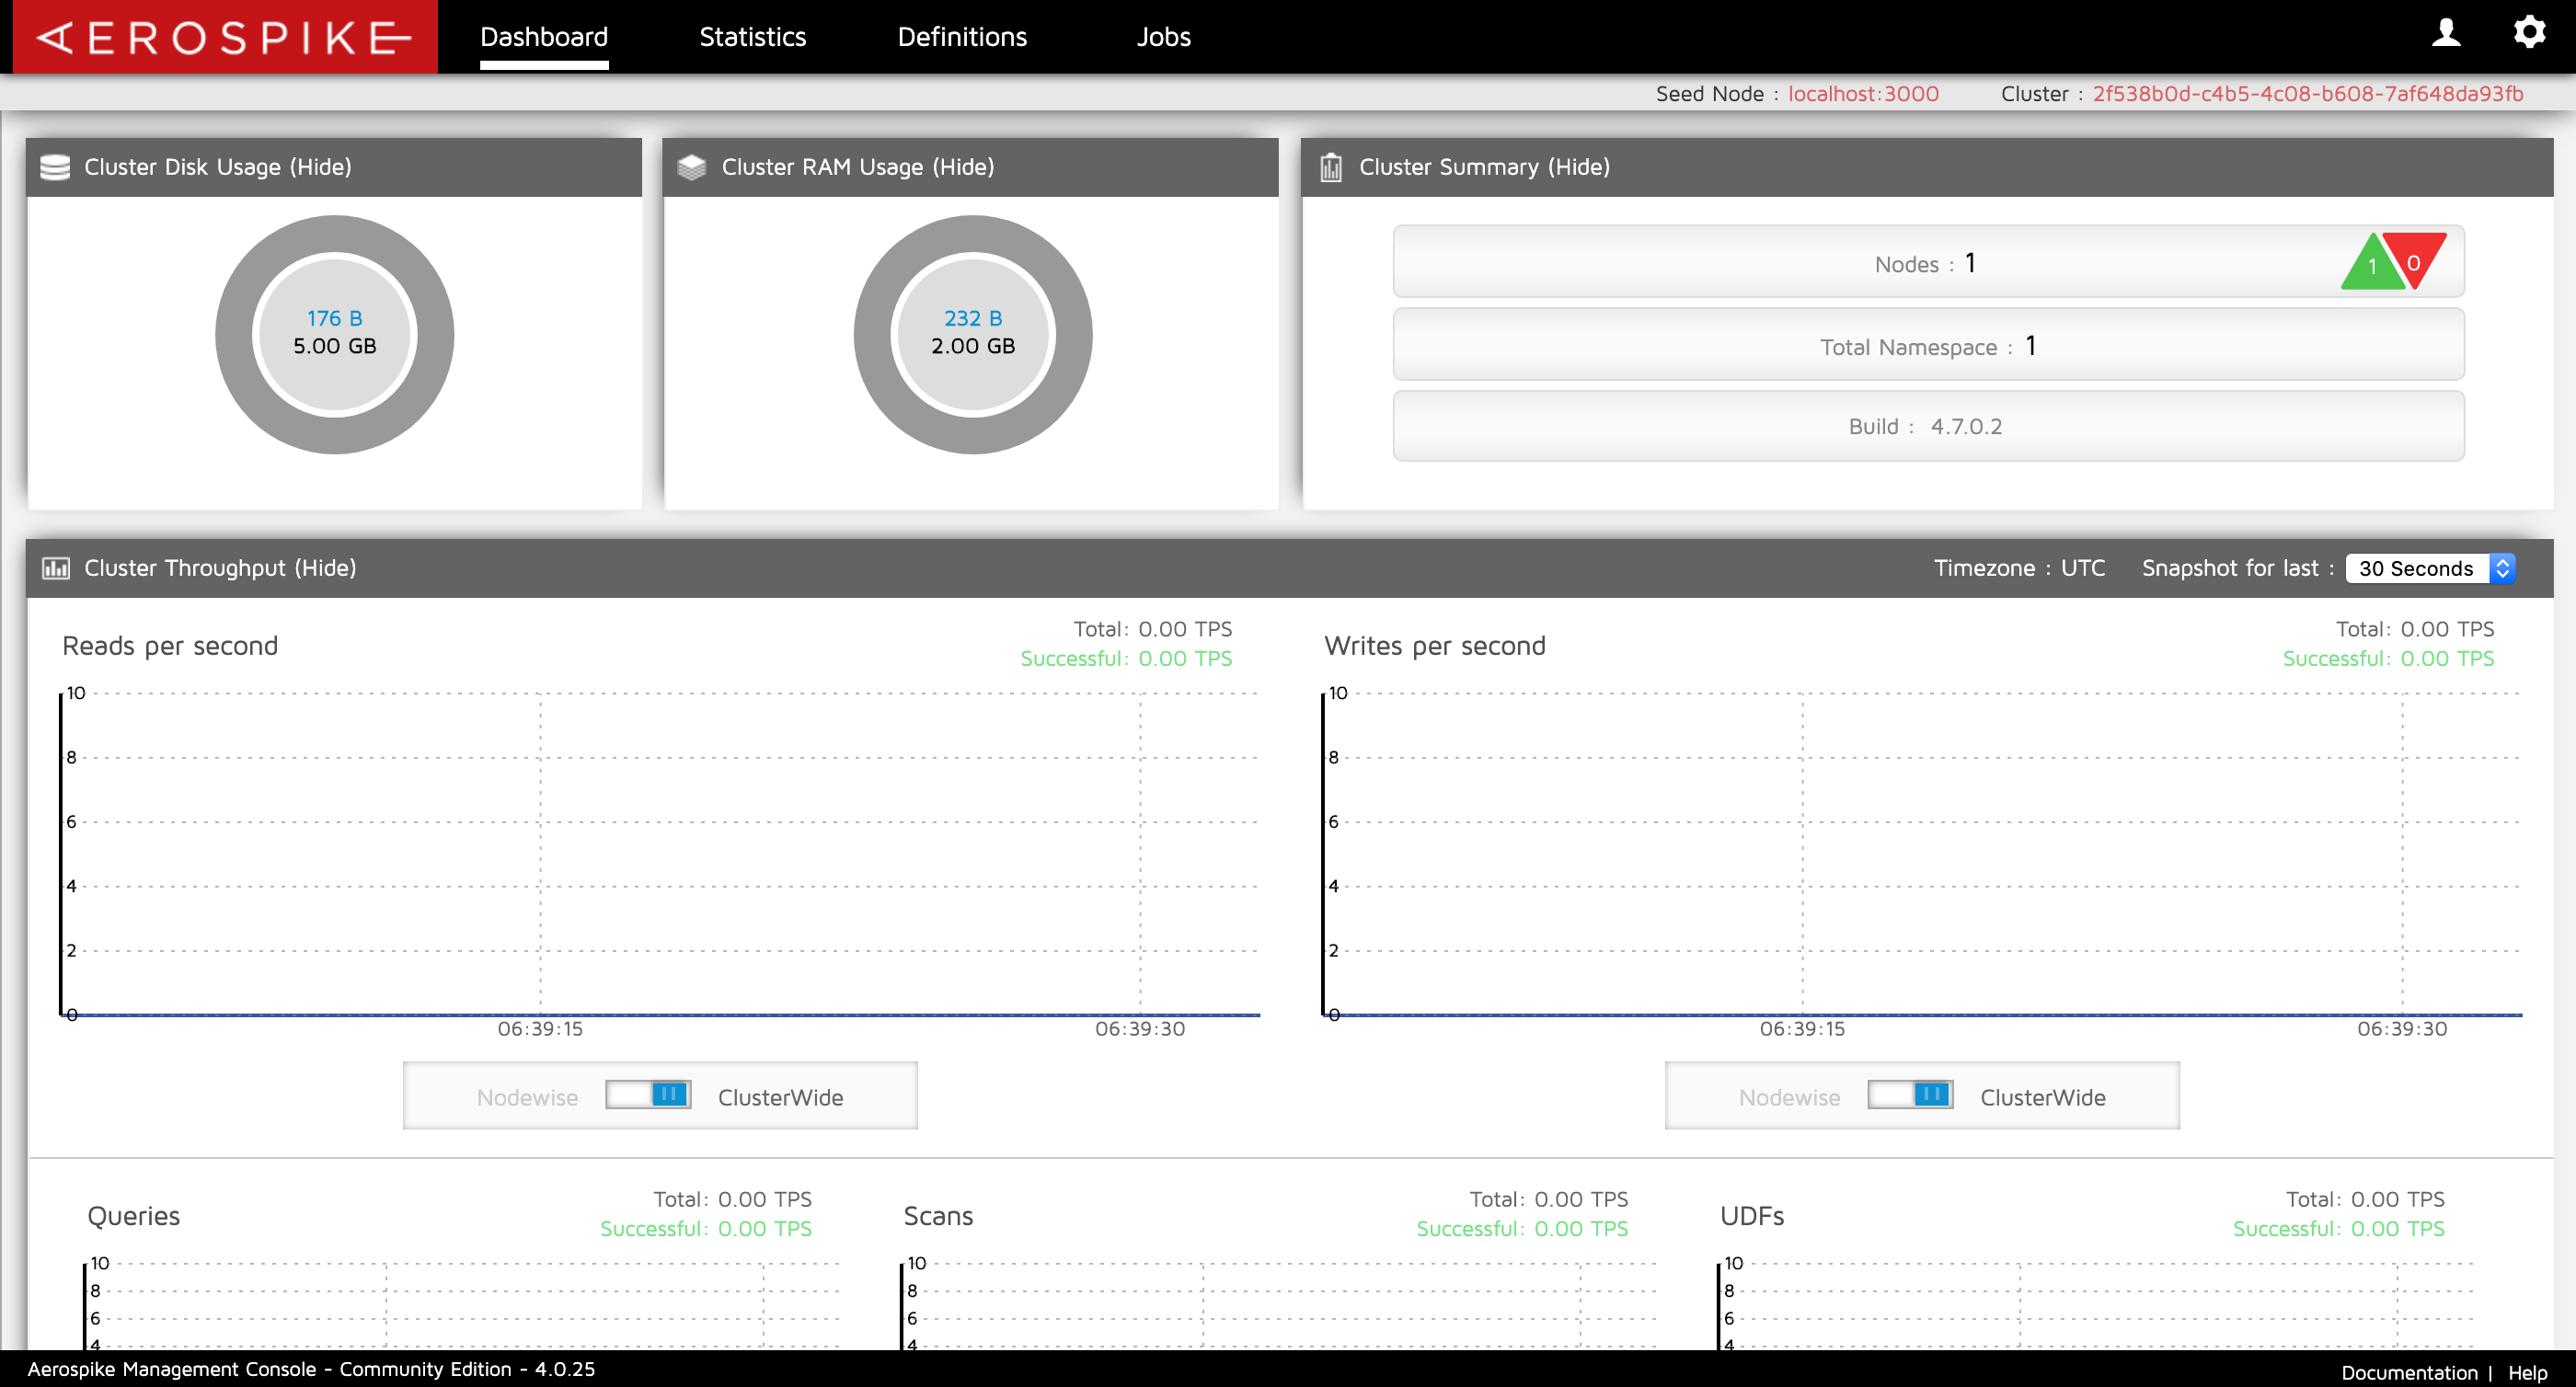 AEROSPIKE Dashboard Statistics Definitions Jobs
Seed Node : localhost:3000 Cluster : 2f538b0d-c4b5-4c08-b608-7af648da93fb
Cluster Disk Usage (Hide)
176 B
5.00 GB
Cluster RAM Usage (Hide)
232 B
2.00 GB
Cluster Summary (Hide)
Nodes : 1
1 0
Total Namespace : 1
Build : 4.7.0.2
Cluster Throughput (Hide) Timezone : UTC Snapshot for last : 30 Seconds
Reads per second
Total: 0.00 TPS
Successful: 0.00 TPS
10
8
6
4
2
0
06:39:15 06:39:30
Nodewise ClusterWide
Writes per second
Total: 0.00 TPS
Successful: 0.00 TPS
10
8
6
4
2
0
06:39:15 06:39:30
Nodewise ClusterWide
Queries
Total: 0.00 TPS
Successful: 0.00 TPS
10
8
6
4
Scans
Total: 0.00 TPS
Successful: 0.00 TPS
10
8
6
4
UDFs
Total: 0.00 TPS
Successful: 0.00 TPS
10
8
6
4
Aerospike Management Console - Community Edition - 4.0.25
Documentation | Help